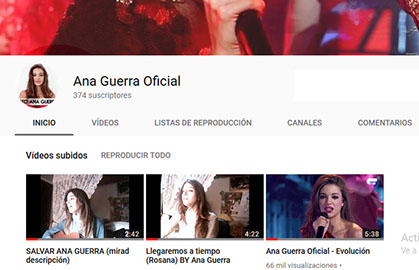 Ana Guerra Oficial
374 suscriptores
TO ANA GUER
INICIO VÍDEOS LISTAS DE REPRODUCCIÓN CANALES COMENTARIOS
Vídeos subidos REPRODUCIR TODO
2:42 4:22 5:38
SALVAR ANA GUERRA (mirad
descripción)
Llegaremos a tiempo
(Rosana) BY Ana Guerra
Ana Guerra Oficial - Evolución
66 mil visualizaciones •
Acti
Ve a